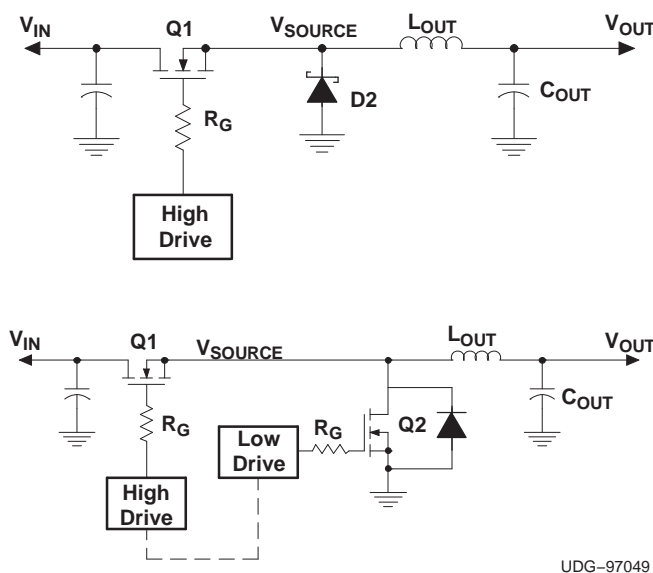 VIN
Q1
VSOURCE
LOUT
VOUT
D2
COUT
RG
High
Drive
VIN
Q1
VSOURCE
LOUT
VOUT
COUT
RG
Low
Drive
RG
Q2
High
Drive
UDG–97049